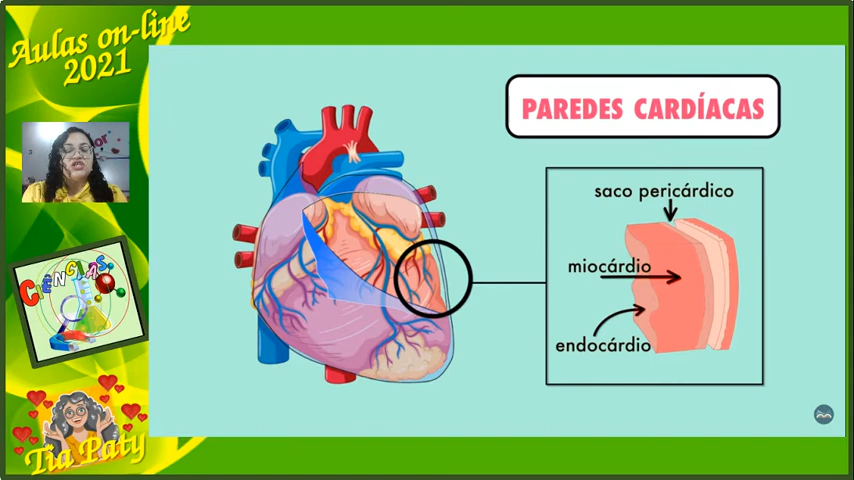 Aulas on-line
2021
PAREDES CARDÍACAS
saco pericárdico
miocárdio
endocárdio
CIÊNCIAS
Tia Paty